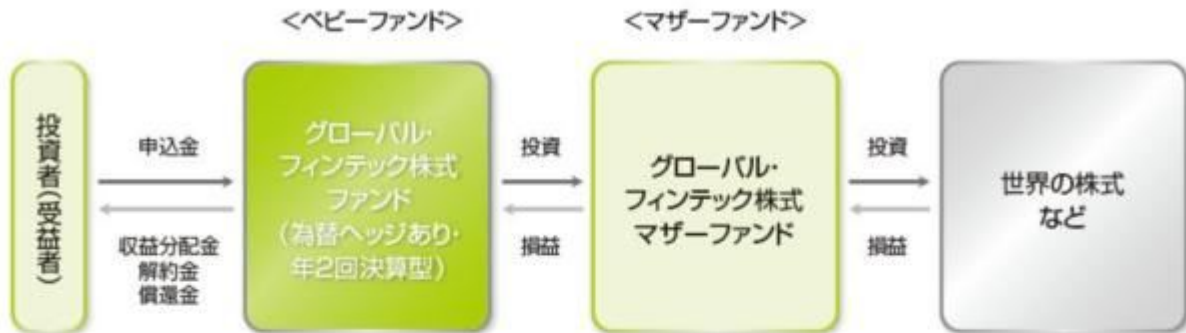 <ベビーファンド>
<マザーファンド>
投資者(受益者)
申込金
収益分配金
解約金
償還金
グローバル・
フィンテック株式
ファンド
(為替ヘッジあり・
年2回決算型)
投資
損益
グローバル・
フィンテック株式
マザーファンド
投資
損益
世界の株式
など